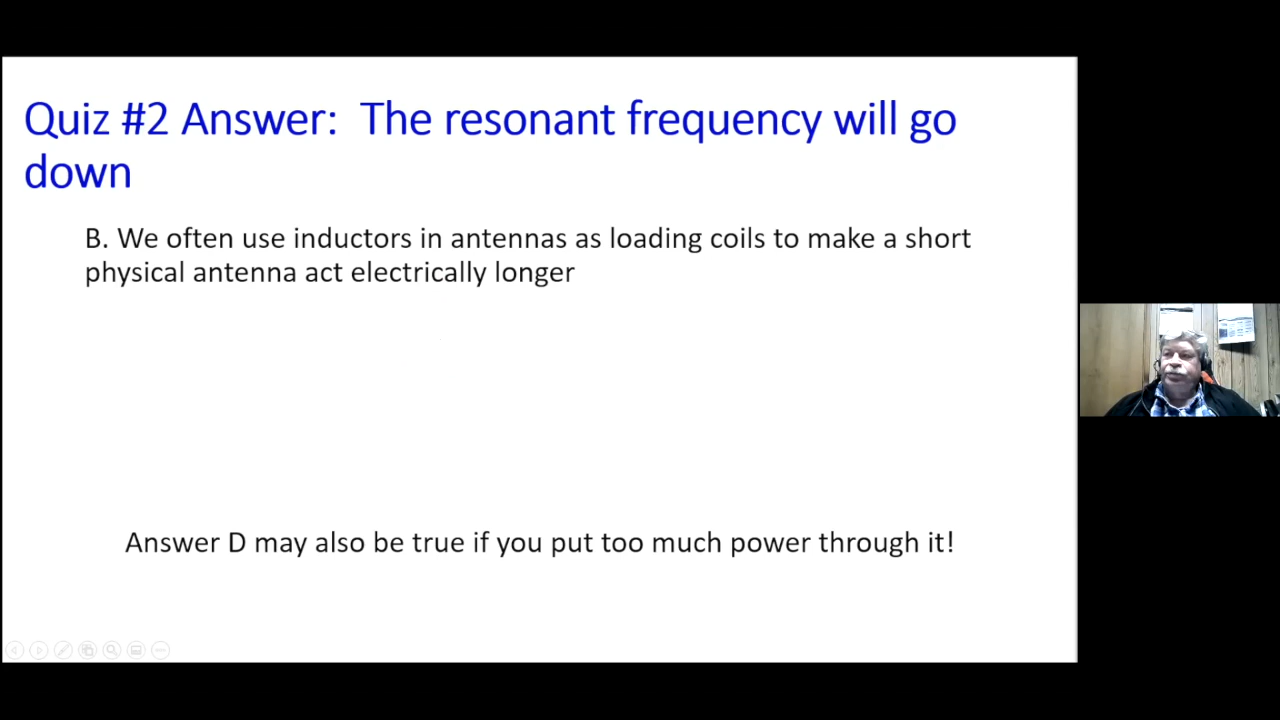 Quiz #2 Answer:  The resonant frequency will go
down
B. We often use inductors in antennas as loading coils to make a short
physical antenna act electrically longer
Answer D may also be true if you put too much power through it!